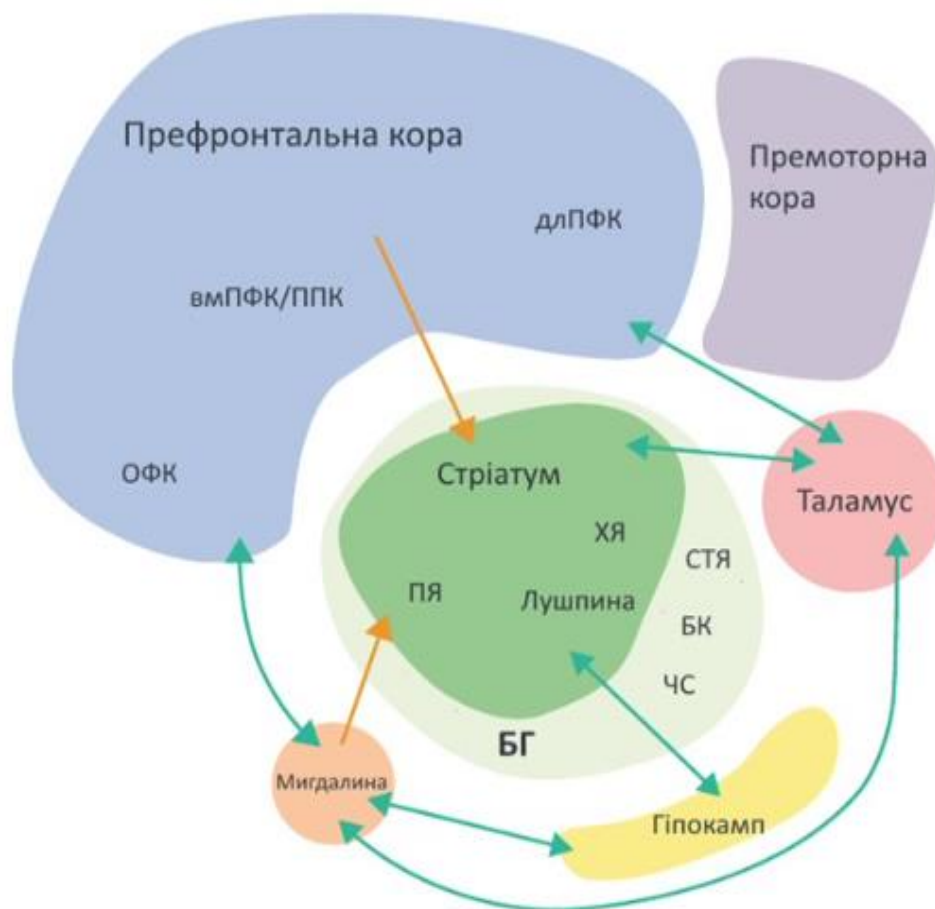 Префронтальна кора
Премоторна
кора
длПФК
вмПФК/ППК
ОФК
Стріатум
Таламус
ХЯ
СТЯ
ПЯ
Лушпина
БК
ЧС
БГ
Мигдалина
Гіпокамп